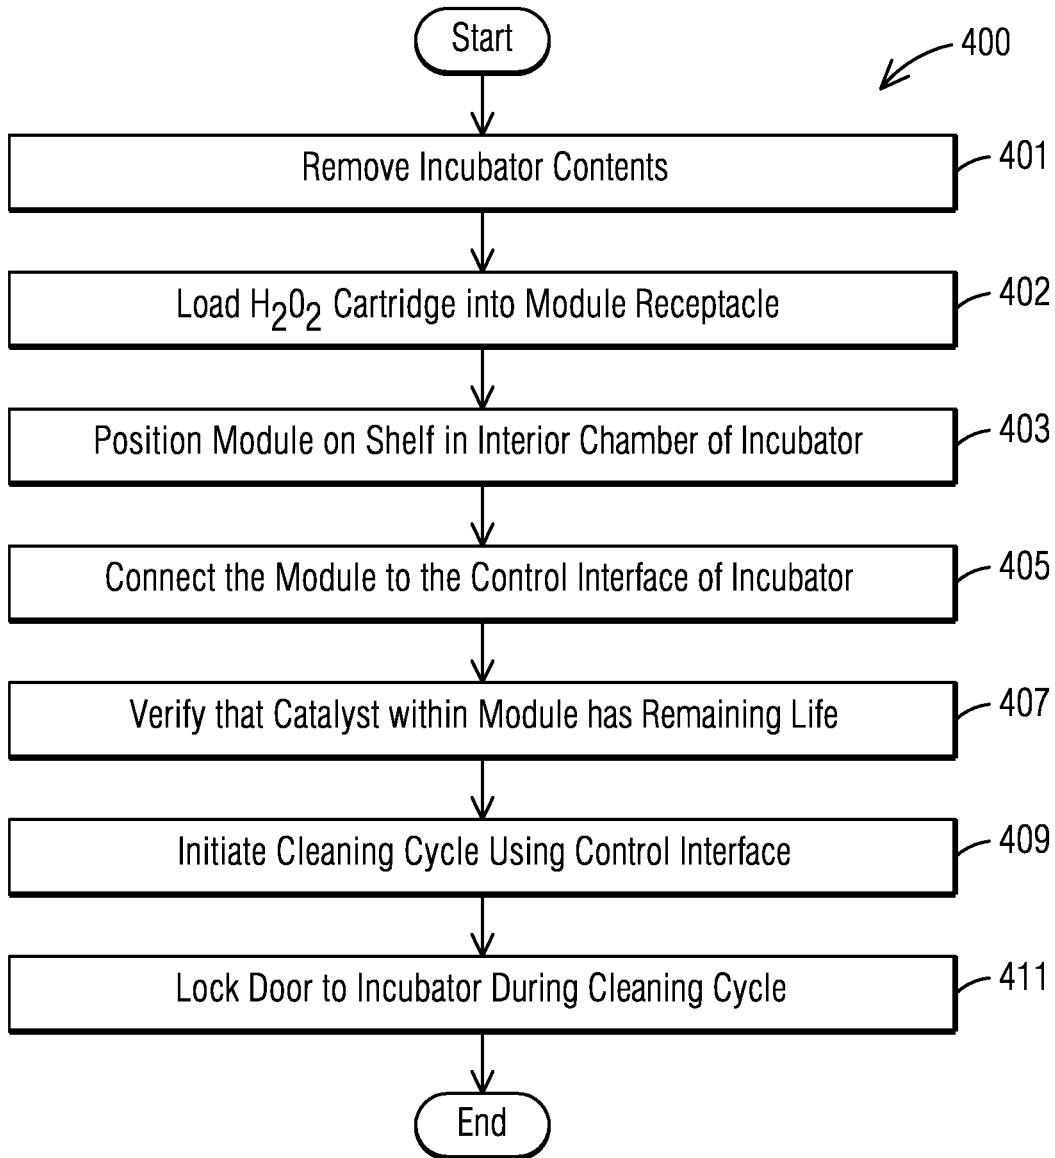 Start
400
Remove Incubator Contents
401
Load H2O2 Cartridge into Module Receptacle
402
Position Module on Shelf in Interior Chamber of Incubator
403
Connect the Module to the Control Interface of Incubator
405
Verify that Catalyst within Module has Remaining Life
407
Initiate Cleaning Cycle Using Control Interface
409
Lock Door to Incubator During Cleaning Cycle
411
End